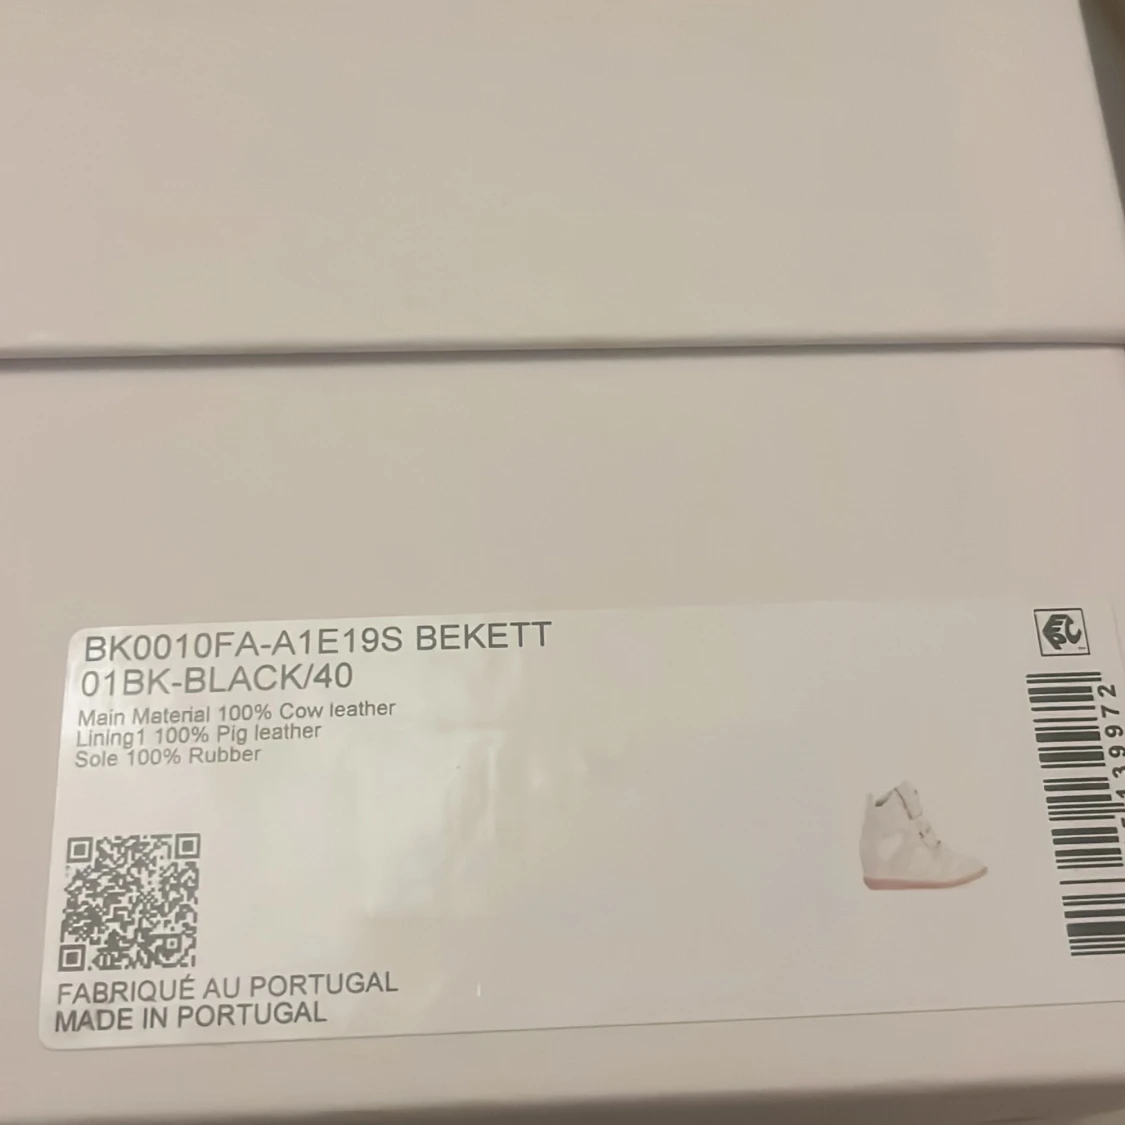 BK0010FA-A1E19S BEKETT
01BK-BLACK/40
Main Material 100% Cow leather
Lining1 100% Pig leather
Sole 100% Rubber
FABRIQUÉ AU PORTUGAL
MADE IN PORTUGAL